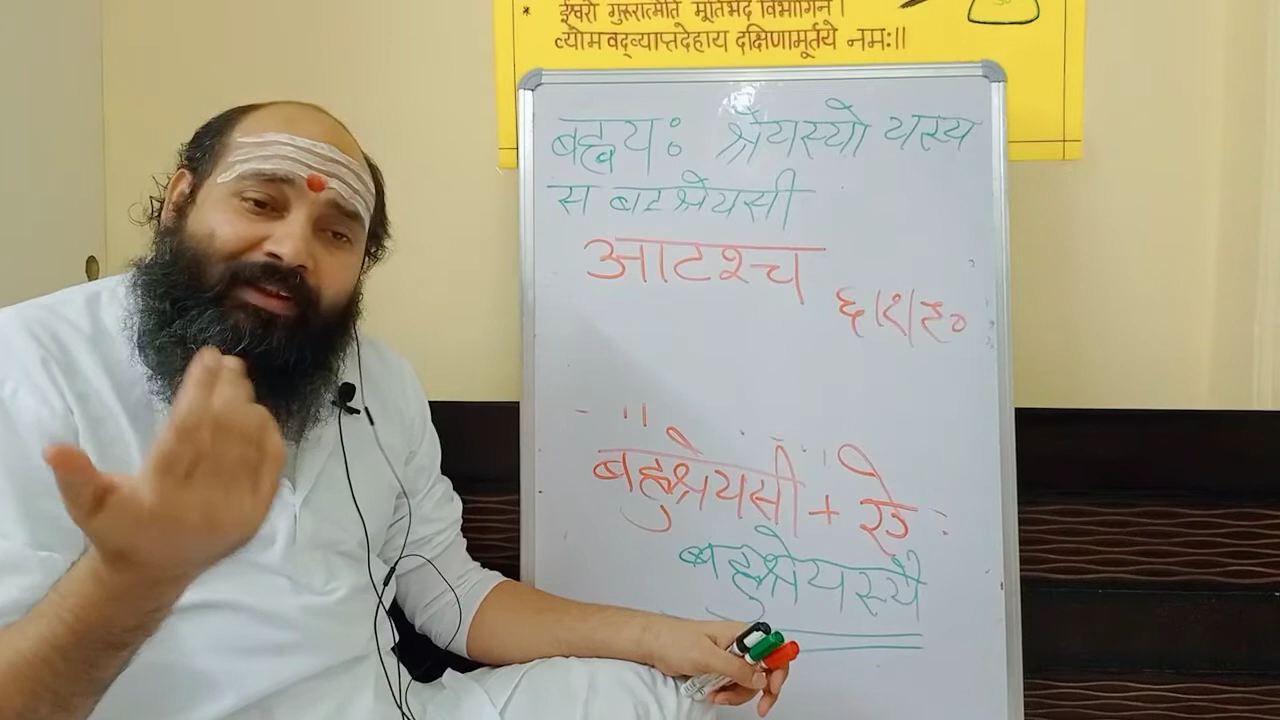 * ईश्वरो गुरुरात्मेति मूर्तिभेद विभागिने।
व्योमवद्व्याप्तदेहाय दक्षिणामूर्तये नमः॥
बह्व्यः श्रेयस्यो यस्य
स बहुश्रेयसी
आटश्च
६।१।९०
बहुश्रेयसी + ऐ
बहुश्रेयस्यै